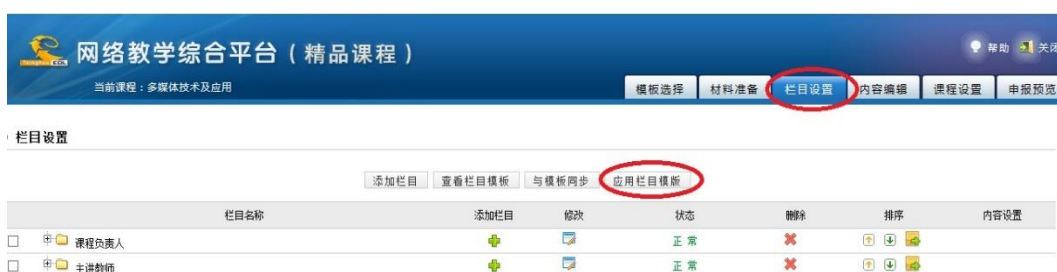 网络教学综合平台（精品课程）
帮助 关闭
当前课程：多媒体技术及应用
模板选择 材料准备 栏目设置 内容编辑 课程设置 申报预览
栏目设置
添加栏目 查看栏目模板 与模板同步 应用栏目模版
栏目名称 添加栏目 修改 状态 删除 排序 内容设置
课程负责人 正常
主讲教师 正常